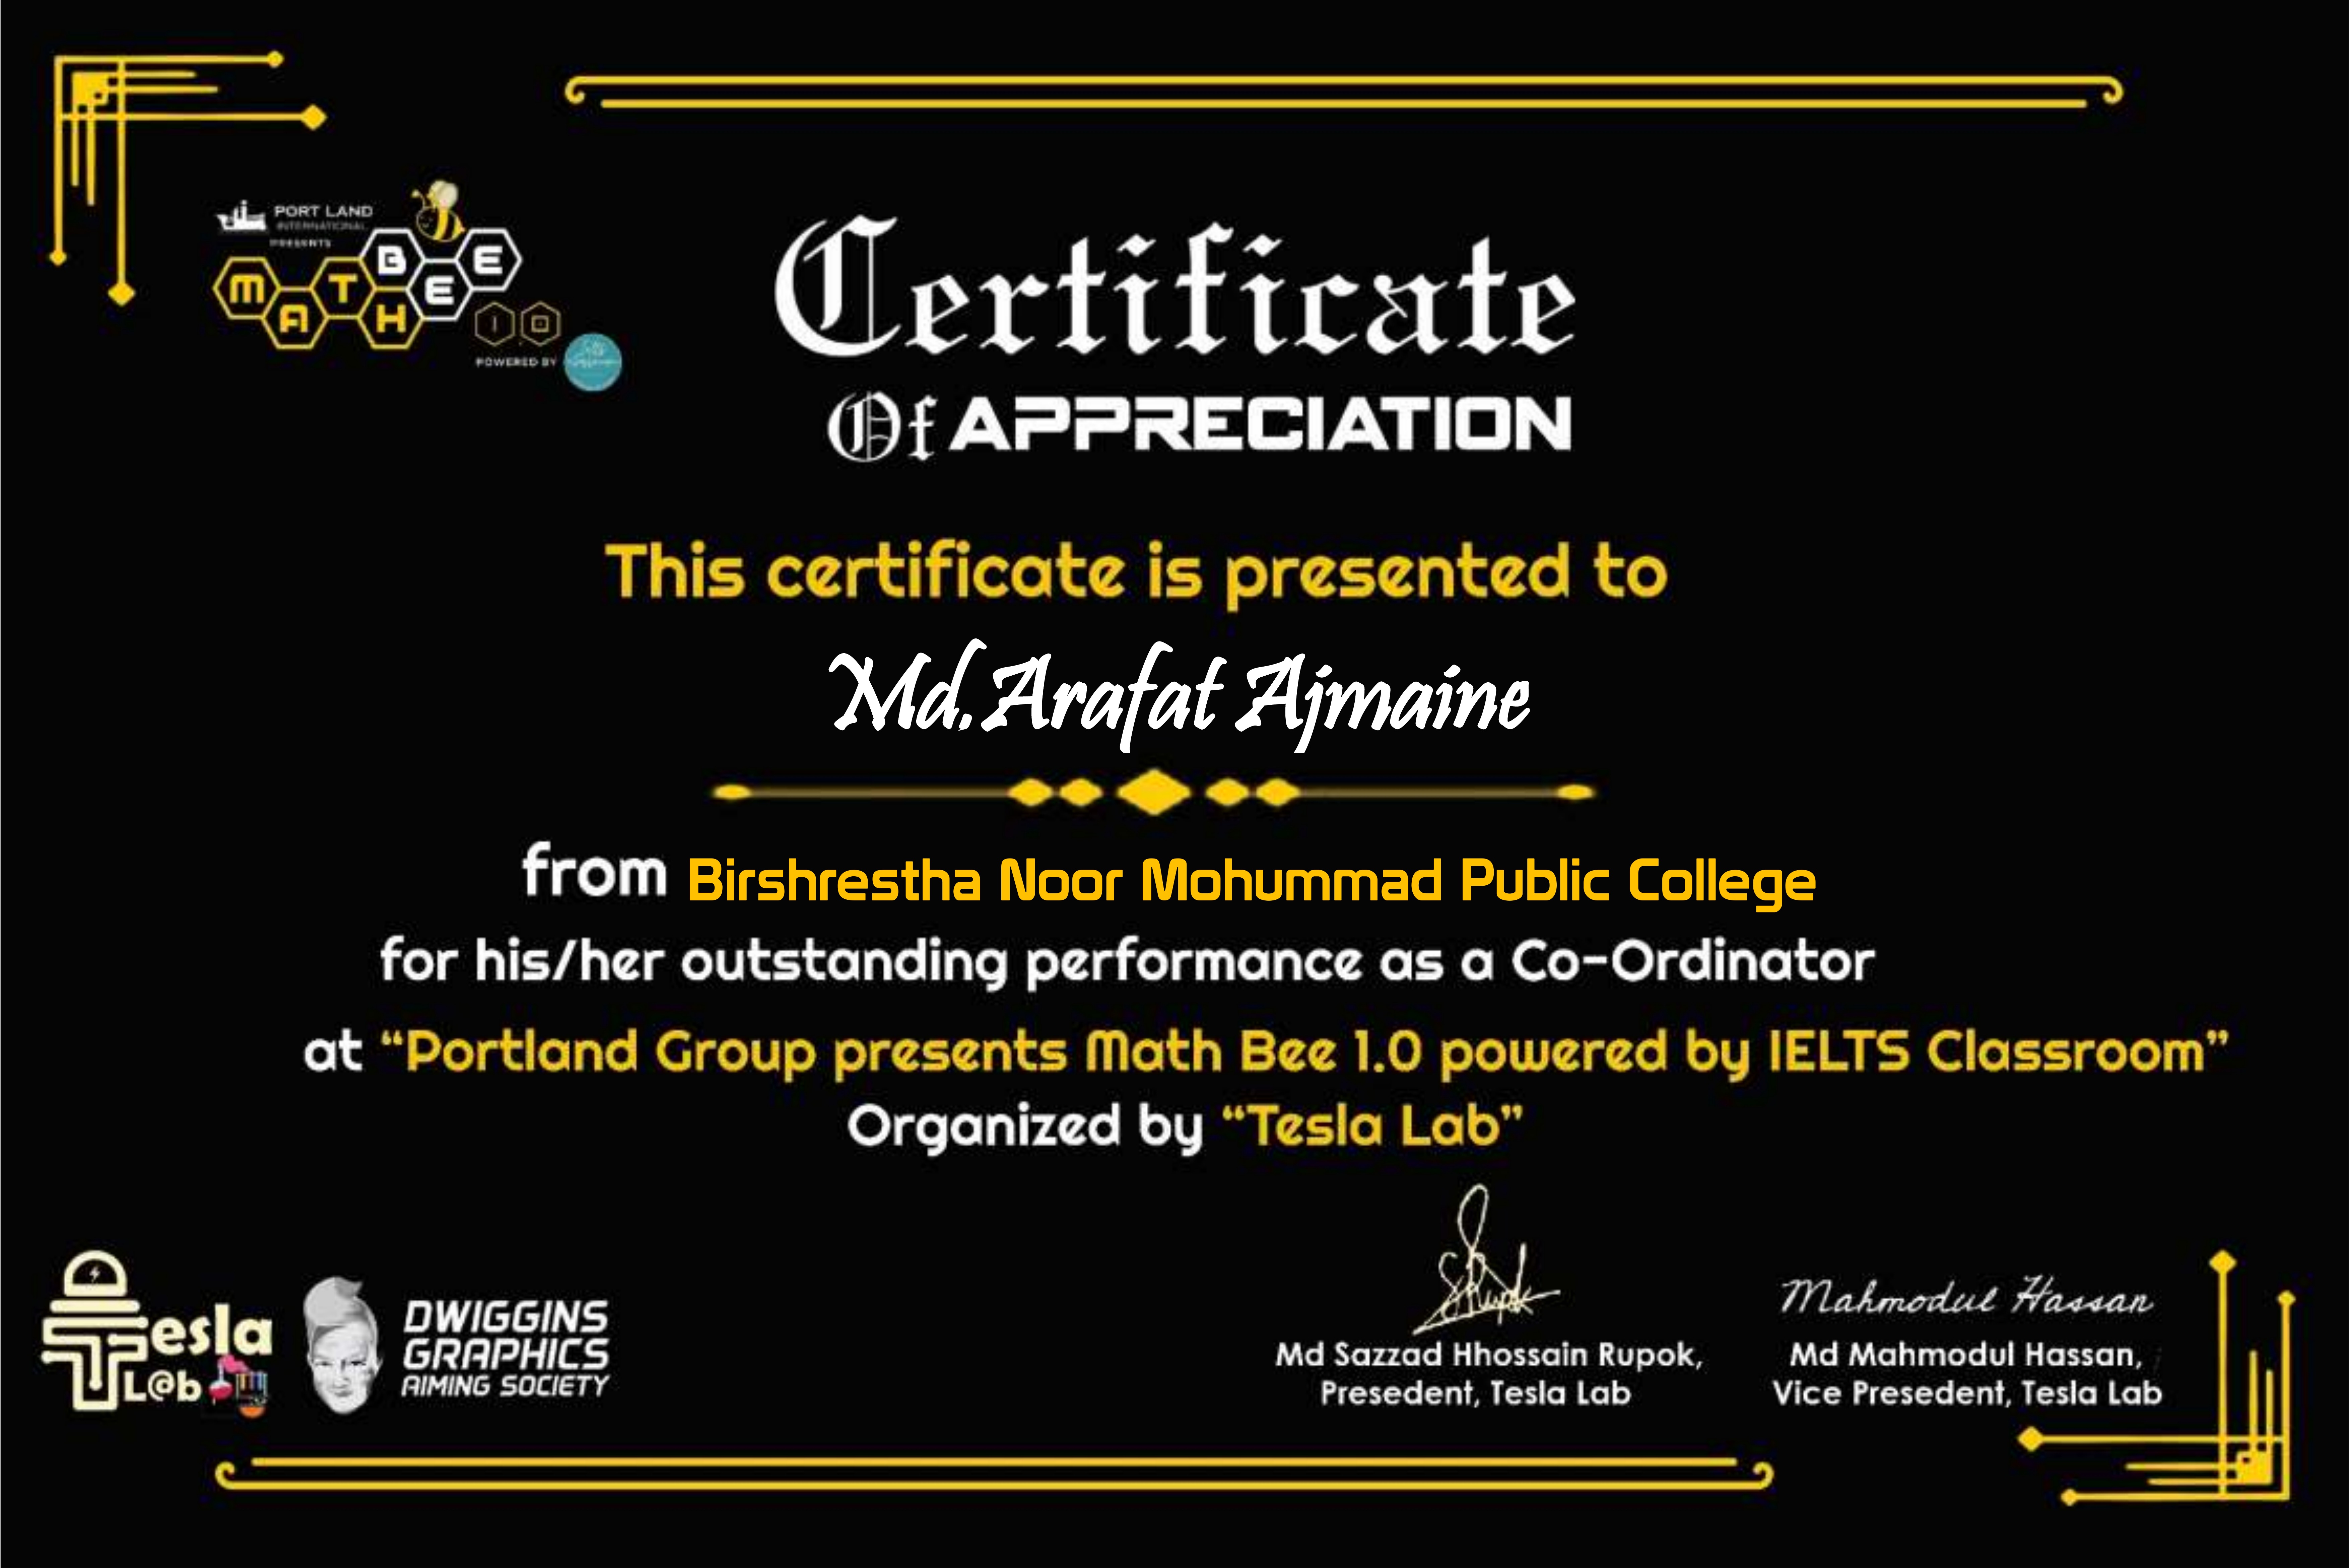 PORT LAND
INTERNATIONAL
PRESENTS
MATH BEE
1.0
POWERED BY
Certificate
Of APPRECIATION
This certificate is presented to
Md.Arafat Ajmaine
from Birshrestha Noor Mohummad Public College
for his/her outstanding performance as a Co-Ordinator
at “Portland Group presents Math Bee 1.0 powered by IELTS Classroom”
Organized by “Tesla Lab”
Tesla
L@b
DWIGGINS
GRAPHICS
AIMING SOCIETY
SRupok
Md Sazzad Hhossain Rupok,
Presedent, Tesla Lab
Mahmodul Hassan
Md Mahmodul Hassan,
Vice Presedent, Tesla Lab